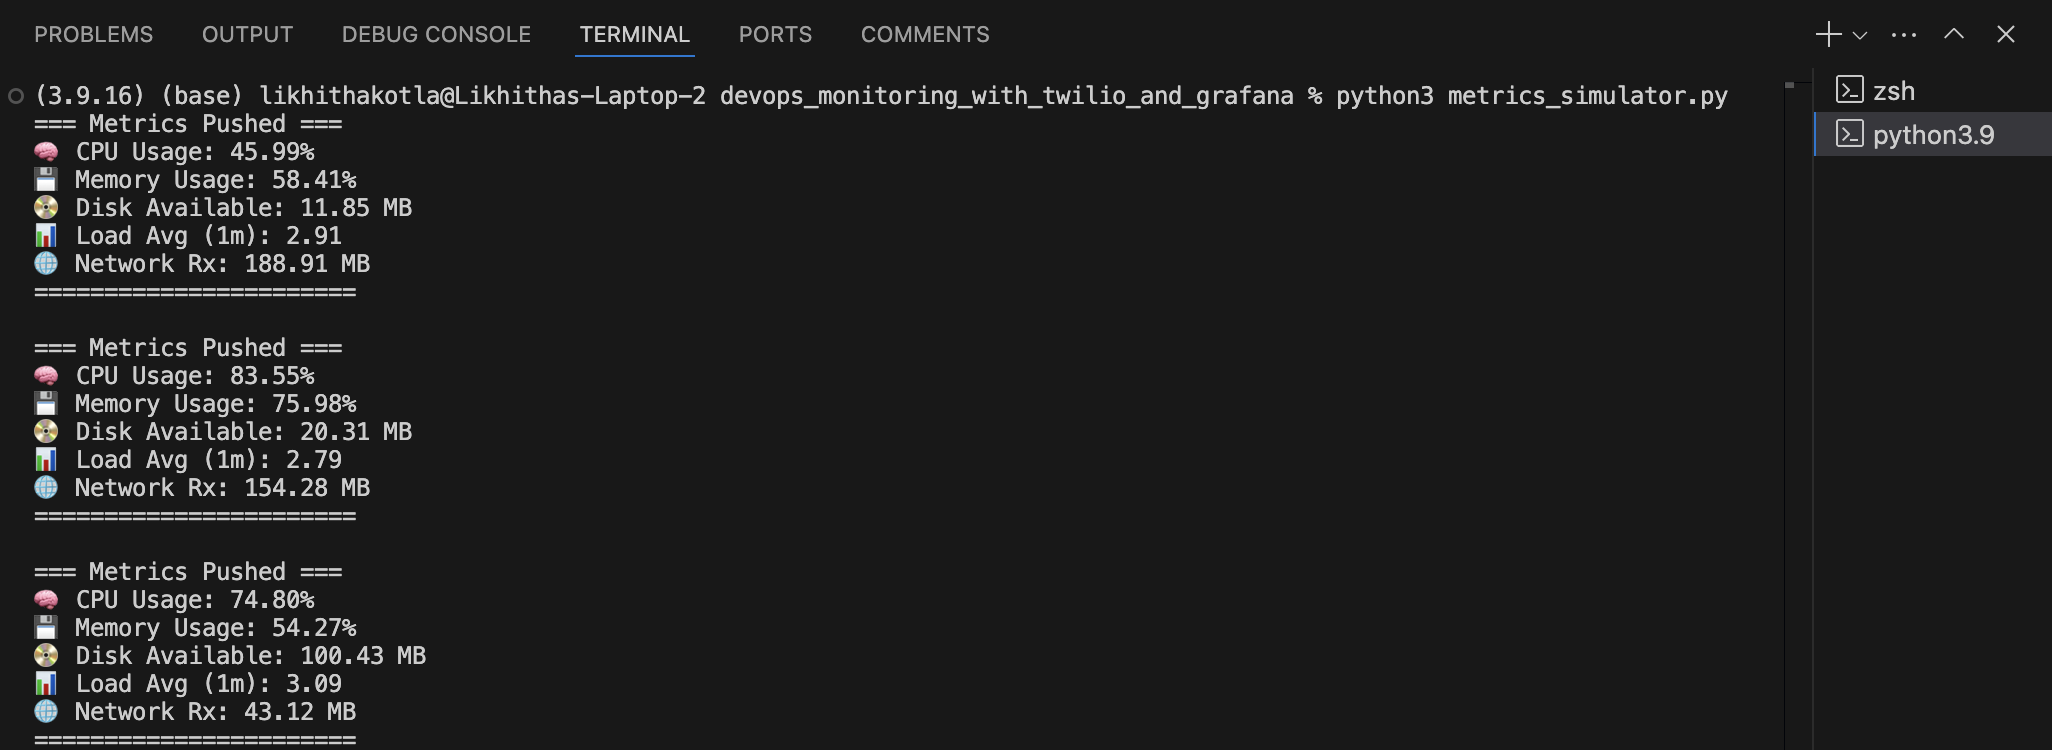 PROBLEMS OUTPUT DEBUG CONSOLE TERMINAL PORTS COMMENTS
(3.9.16) (base) likhithakotla@Likhithas-Laptop-2 devops_monitoring_with_twilio_and_grafana % python3 metrics_simulator.py
=== Metrics Pushed ===
🧠 CPU Usage: 45.99%
💾 Memory Usage: 58.41%
📀 Disk Available: 11.85 MB
📊 Load Avg (1m): 2.91
🌐 Network Rx: 188.91 MB
=======================
=== Metrics Pushed ===
🧠 CPU Usage: 83.55%
💾 Memory Usage: 75.98%
📀 Disk Available: 20.31 MB
📊 Load Avg (1m): 2.79
🌐 Network Rx: 154.28 MB
=======================
=== Metrics Pushed ===
🧠 CPU Usage: 74.80%
💾 Memory Usage: 54.27%
📀 Disk Available: 100.43 MB
📊 Load Avg (1m): 3.09
🌐 Network Rx: 43.12 MB
=======================
zsh
python3.9